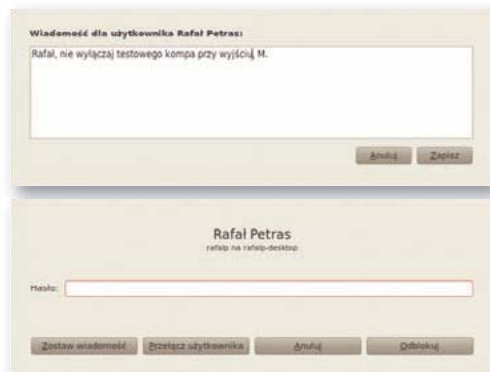 Wiadomość dla użytkownika Rafał Petras:
Rafał, nie wyłączaj testowego kompa przy wyjściu, M.
Anuluj Zapisz
Rafał Petras
rafalp na rafalp-desktop
Hasło:
Zostaw wiadomość Przełącz użytkownika Anuluj Odblokuj